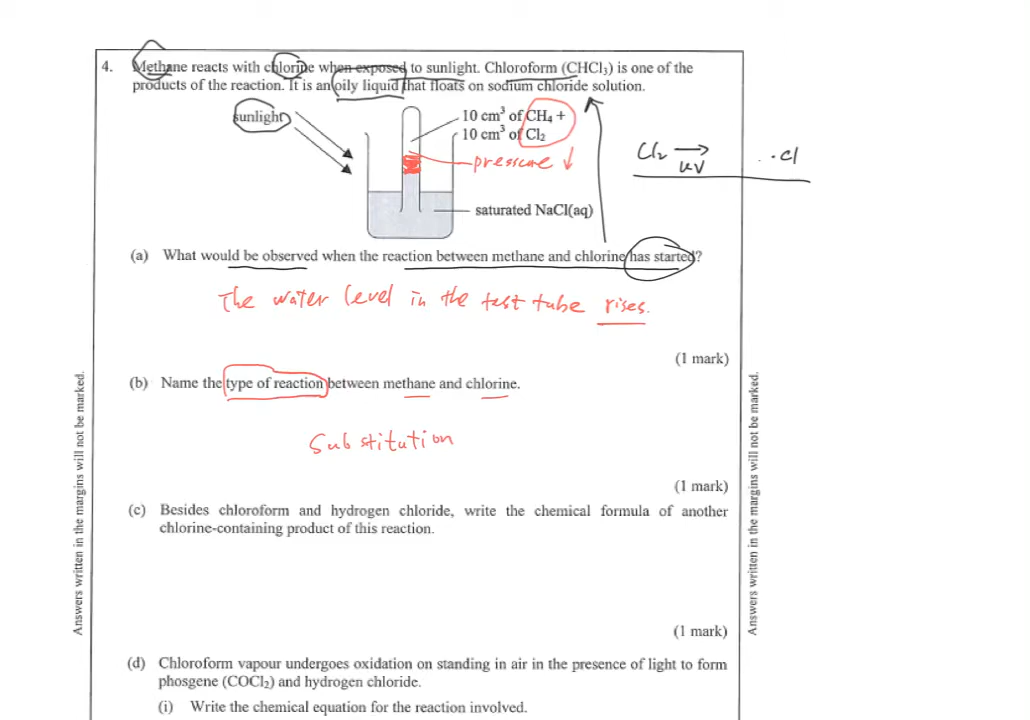 4. Methane reacts with chlorine when exposed to sunlight. Chloroform (CHCl₃) is one of the
products of the reaction. It is an oily liquid that floats on sodium chloride solution.
sunlight
10 cm³ of CH₄ +
10 cm³ of Cl₂
pressure ↓
Cl₂ → ·Cl
uv
saturated NaCl(aq)
(a) What would be observed when the reaction between methane and chlorine has started?
The water level in the test tube rises.
(1 mark)
(b) Name the type of reaction between methane and chlorine.
Substitution
(1 mark)
(c) Besides chloroform and hydrogen chloride, write the chemical formula of another
chlorine-containing product of this reaction.
(1 mark)
(d) Chloroform vapour undergoes oxidation on standing in air in the presence of light to form
phosgene (COCl₂) and hydrogen chloride.
(i) Write the chemical equation for the reaction involved.
Answers written in the margins will not be marked.
Answers written in the margins will not be marked.